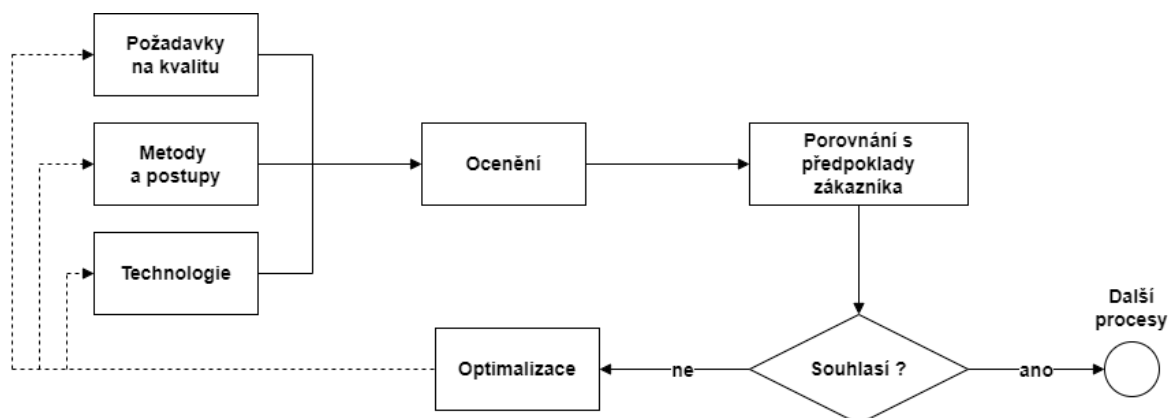 Požadavky
na kvalitu
Metody
a postupy
Ocenění
Porovnání s
předpoklady
zákazníka
Technologie
Další
procesy
Optimalizace
ne
Souhlasí ?
ano